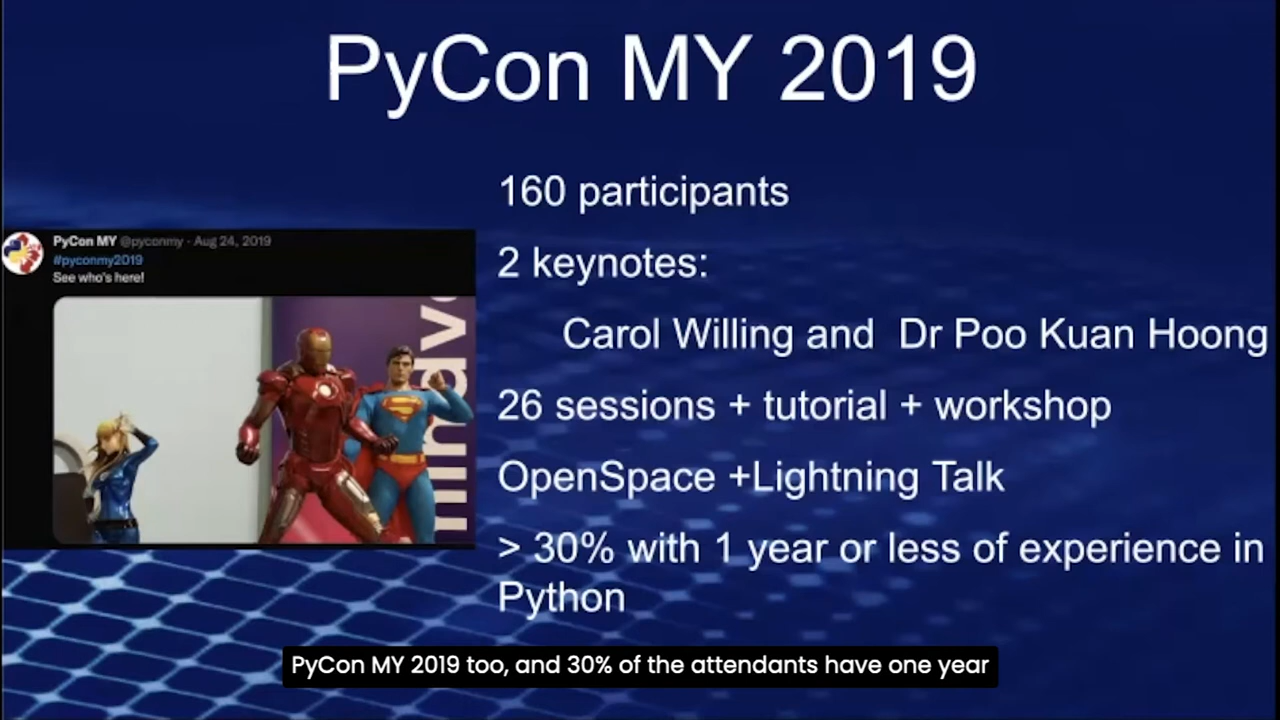 PyCon MY 2019
160 participants
2 keynotes:
Carol Willing and Dr Poo Kuan Hoong
26 sessions + tutorial + workshop
OpenSpace +Lightning Talk
> 30% with 1 year or less of experience in
Python
PyCon MY @pyconmy · Aug 24, 2019
#pyconmy2019
See who's here!
PyCon MY 2019 too, and 30% of the attendants have one year